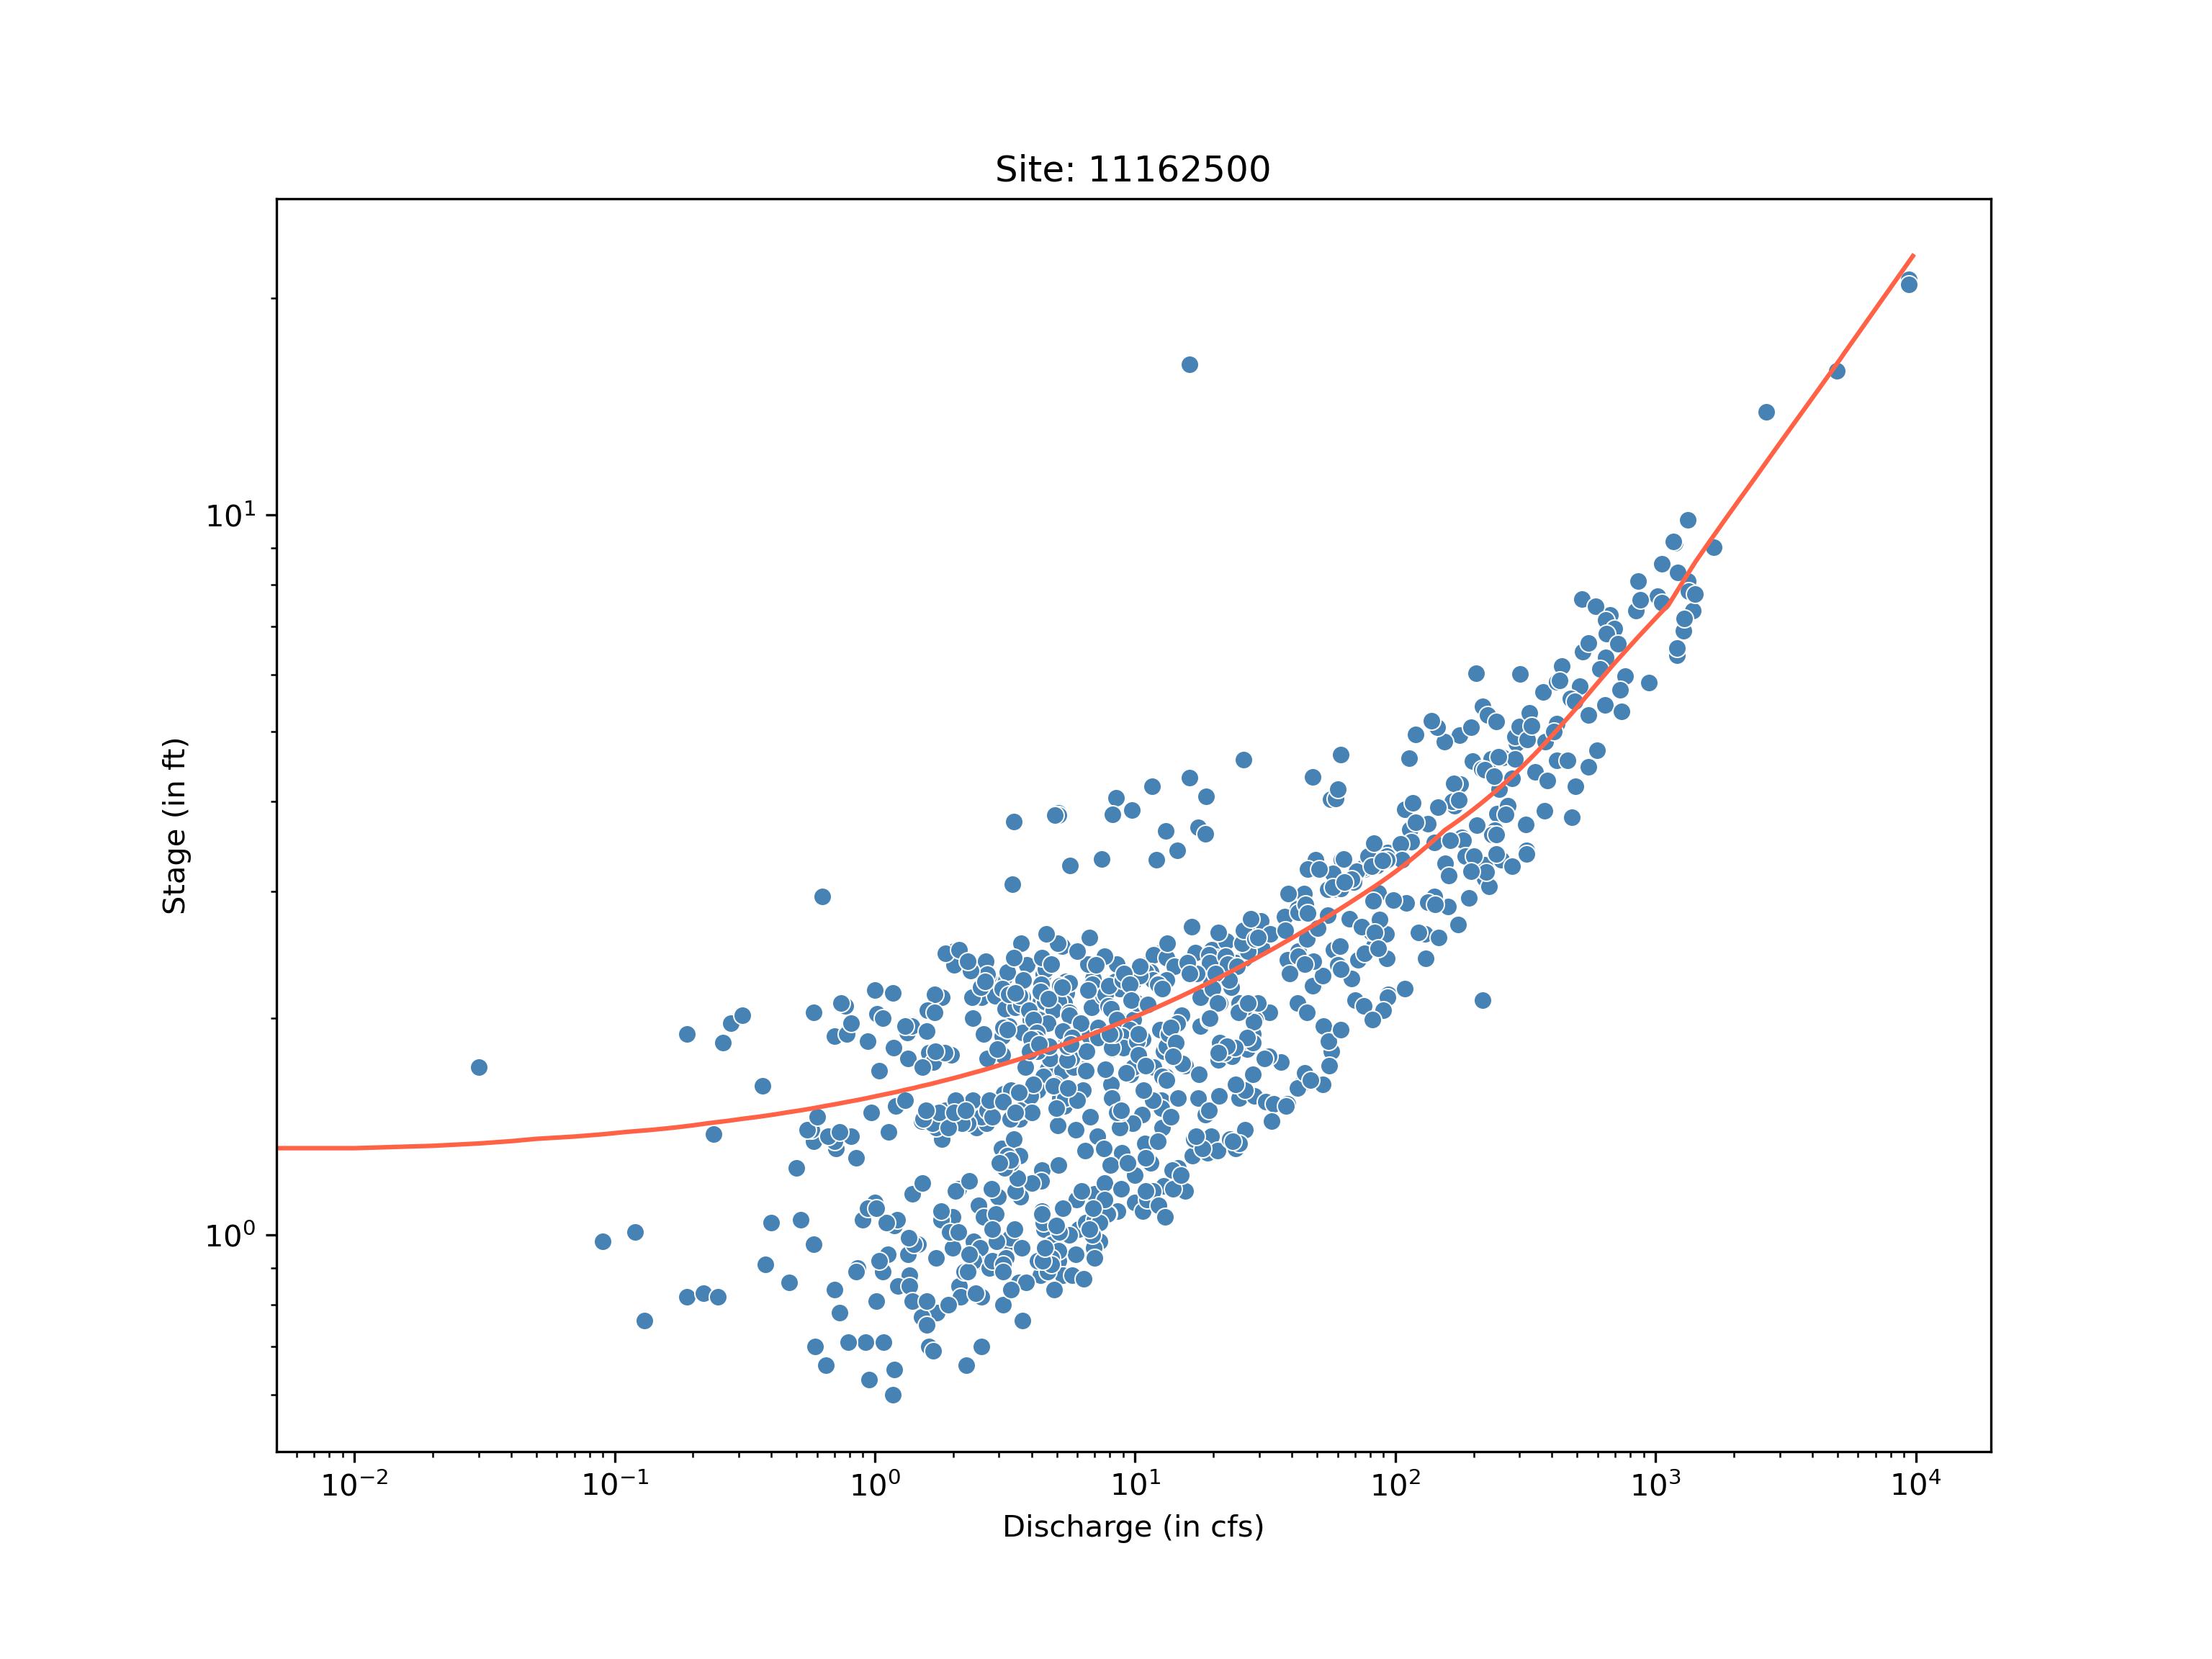 Site: 11162500
Stage (in ft)
10¹
10⁰
10⁻² 10⁻¹ 10⁰ 10¹ 10² 10³ 10⁴
Discharge (in cfs)